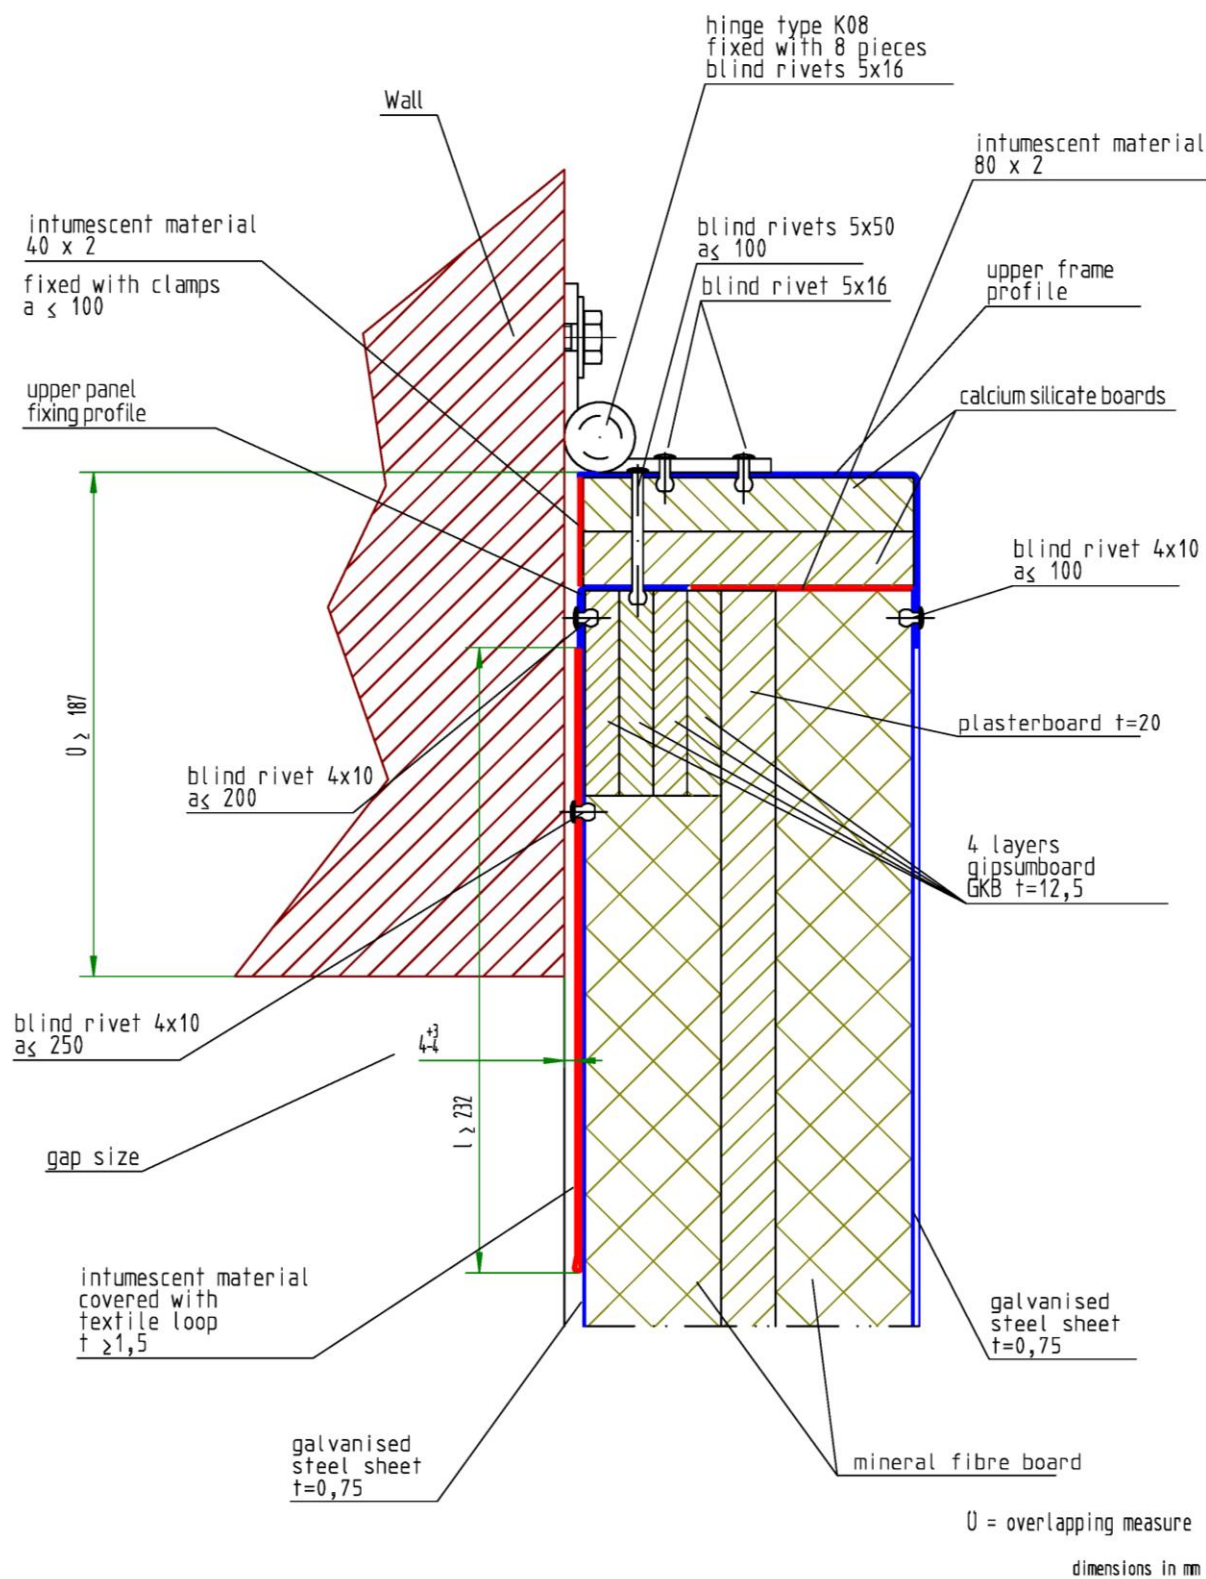 hinge type K08
fixed with 8 pieces
blind rivets 5x16
Wall
intumescent material
80 x 2
intumescent material
40 x 2
fixed with clamps
a ≤ 100
blind rivets 5x50
a≤ 100
blind rivet 5x16
upper frame
profile
upper panel
fixing profile
calcium silicate boards
blind rivet 4x10
a≤ 100
Ü ≥ 187
plasterboard t=20
blind rivet 4x10
a≤ 200
4 layers
gipsumboard
GKB t=12,5
blind rivet 4x10
a≤ 250
4 +3 -4
l ≥ 232
gap size
intumescent material
covered with
textile loop
t ≥1,5
galvanised
steel sheet
t=0,75
galvanised
steel sheet
t=0,75
mineral fibre board
Ü = overlapping measure
dimensions in mm